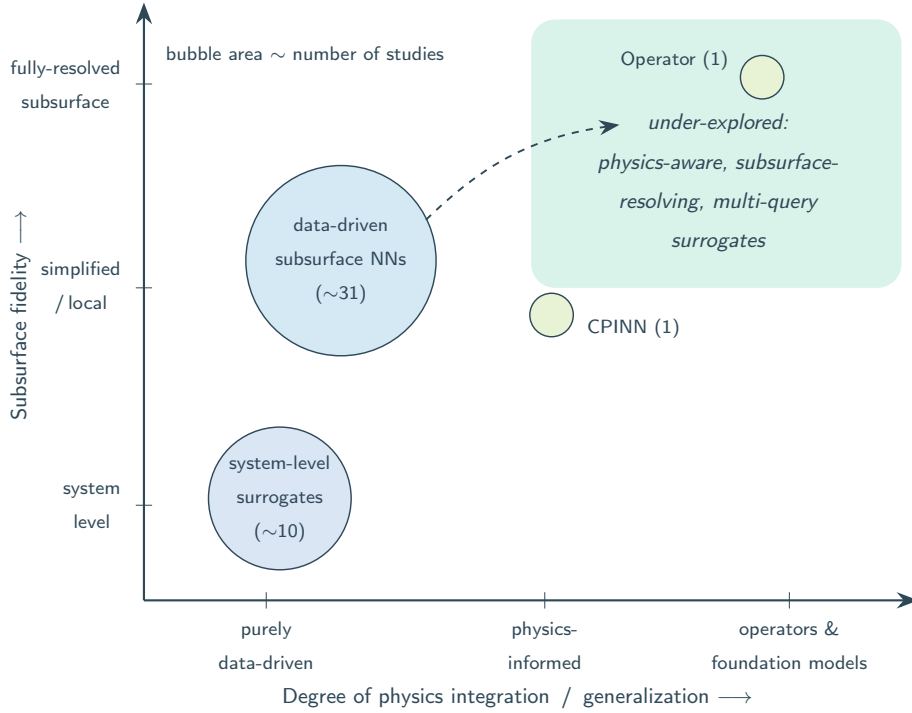 bubble area ∼ number of studies
fully-resolved
subsurface
simplified
/ local
system
level
Subsurface fidelity ⟶
Operator (1)
under-explored:
physics-aware, subsurface-
resolving, multi-query
surrogates
data-driven
subsurface NNs
(∼31)
CPINN (1)
system-level
surrogates
(∼10)
purely
data-driven
physics-
informed
operators &
foundation models
Degree of physics integration / generalization ⟶